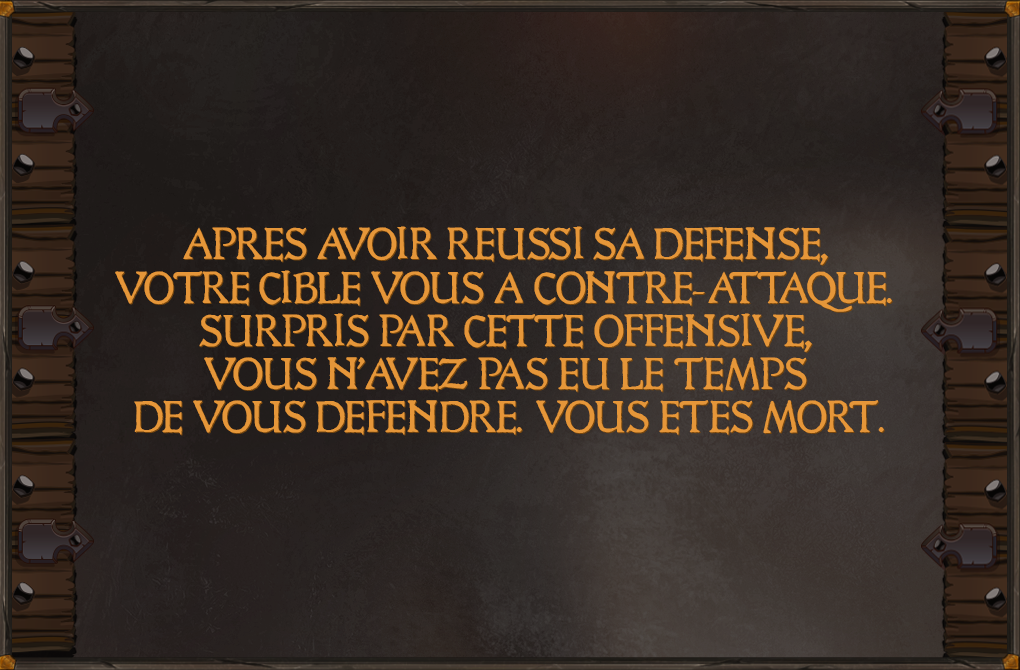 APRES AVOIR REUSSI SA DEFENSE,
VOTRE CIBLE VOUS A CONTRE-ATTAQUE.
SURPRIS PAR CETTE OFFENSIVE,
VOUS N'AVEZ PAS EU LE TEMPS
DE VOUS DEFENDRE. VOUS ETES MORT.